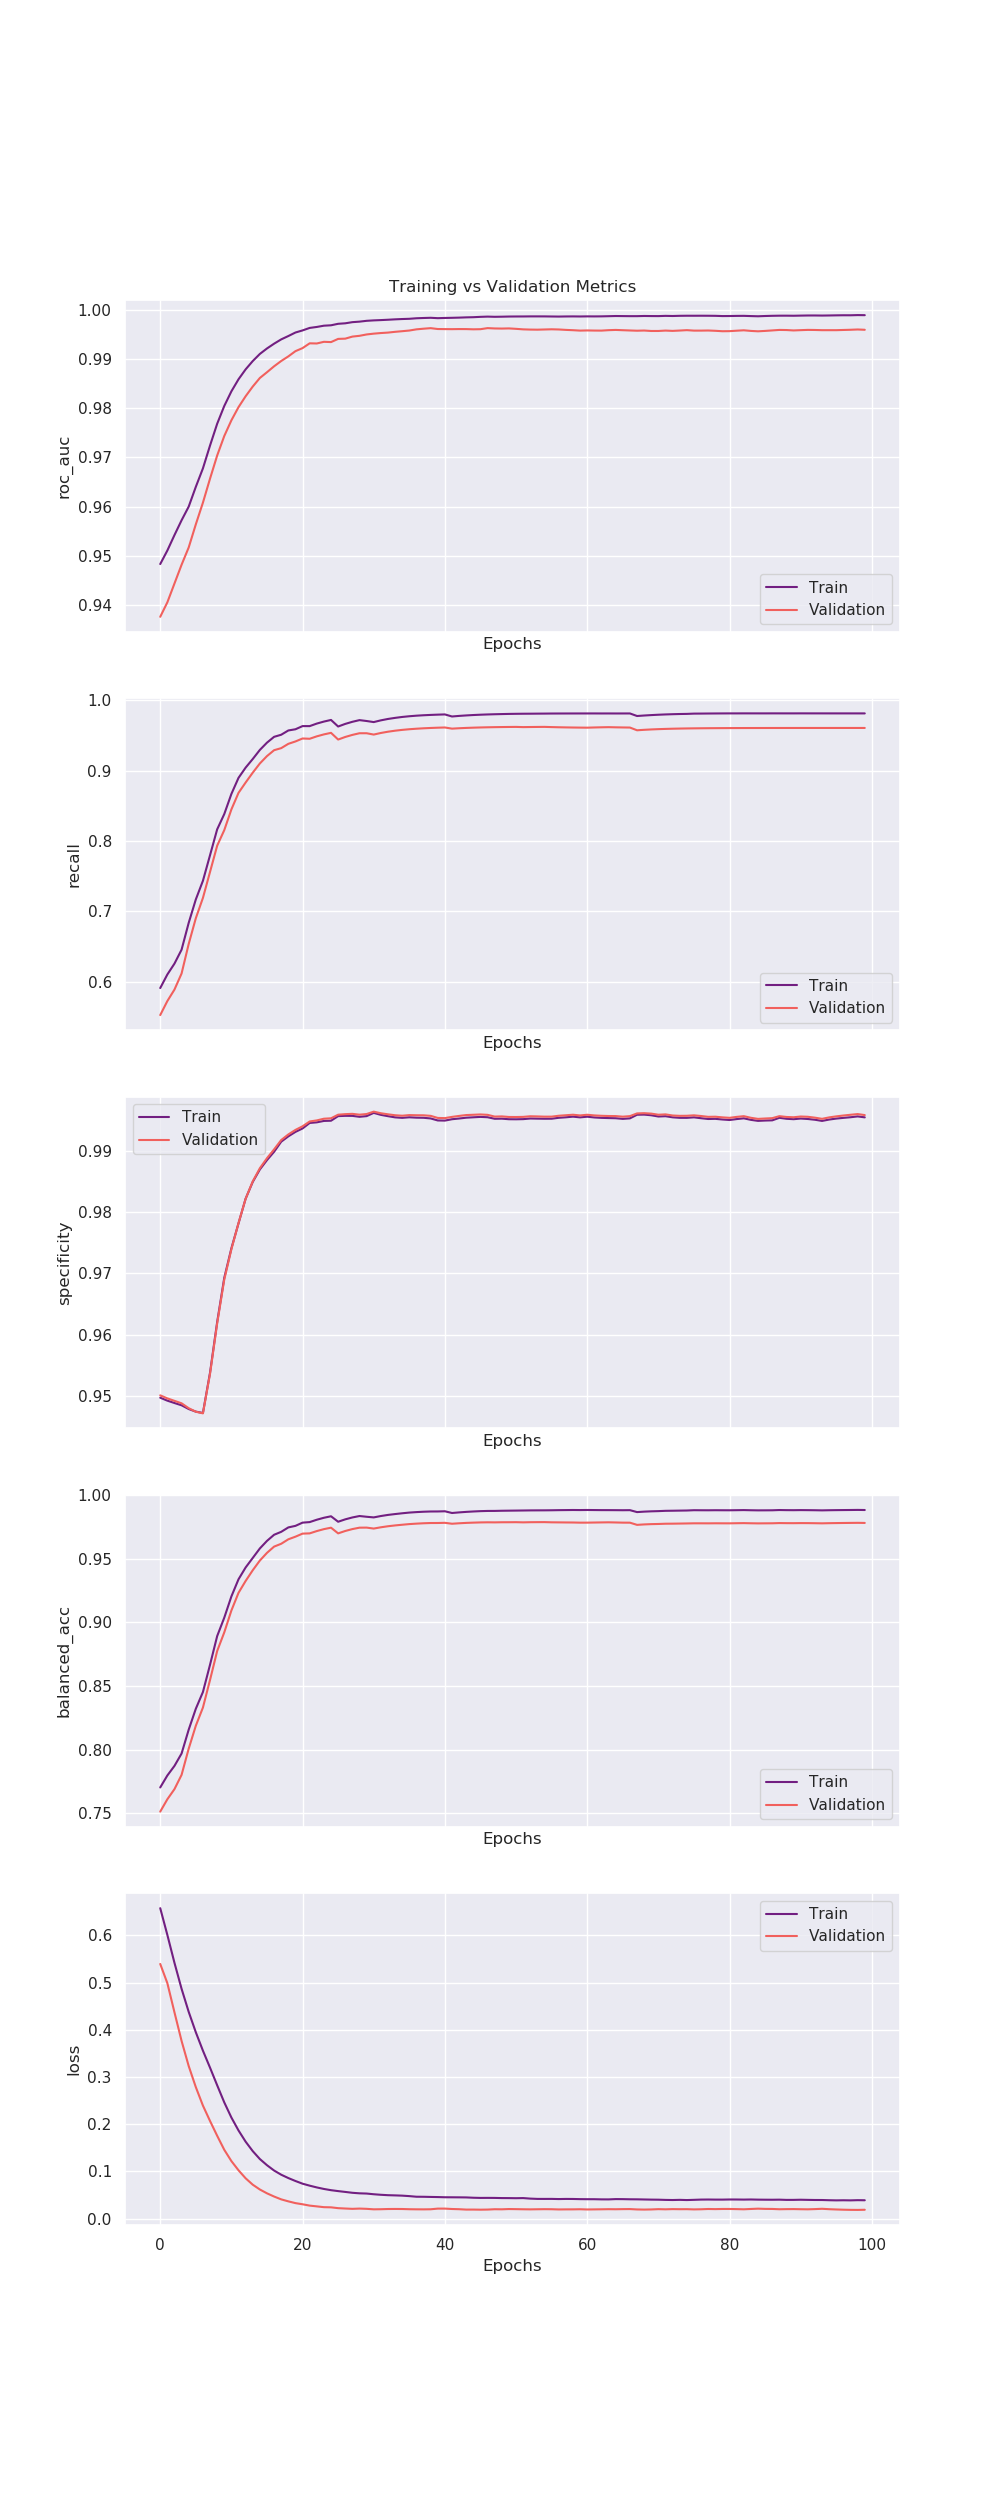 Training vs Validation Metrics
1.00
0.99
0.98
0.97
0.96
0.95
0.94
roc_auc
Train
Validation
Epochs
1.0
0.9
0.8
0.7
0.6
recall
Train
Validation
Epochs
Train
Validation
0.99
0.98
0.97
0.96
0.95
specificity
Epochs
1.00
0.95
0.90
0.85
0.80
0.75
balanced_acc
Train
Validation
Epochs
Train
Validation
0.6
0.5
0.4
0.3
0.2
0.1
0.0
loss
0 20 40 60 80 100
Epochs